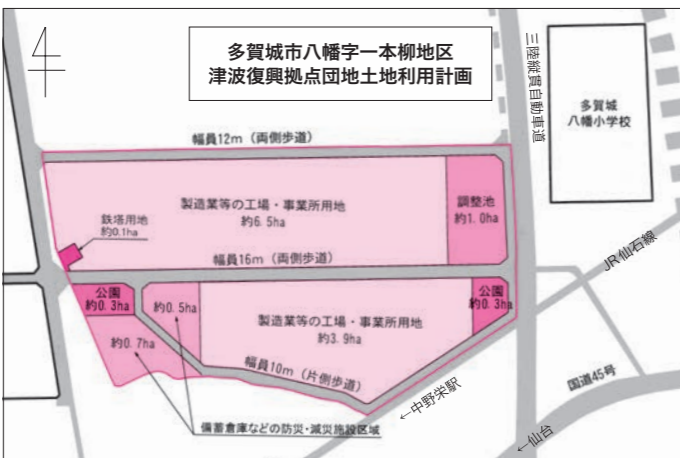 多賀城市八幡字一本柳地区
津波復興拠点団地土地利用計画
三陸縦貫自動車道
多賀城
八幡小学校
幅員12m（両側歩道）
製造業等の工場・事業所用地
約6.5ha
調整池
約1.0ha
鉄塔用地
約0.1ha
幅員16m（両側歩道）
JR仙石線
公園
約0.3ha
約0.5ha
公園
約0.3ha
製造業等の工場・事業所用地
約3.9ha
約0.7ha
幅員10m（片側歩道）
←中野栄駅
国道45号
備蓄倉庫などの防災・減災施設区域
←仙台